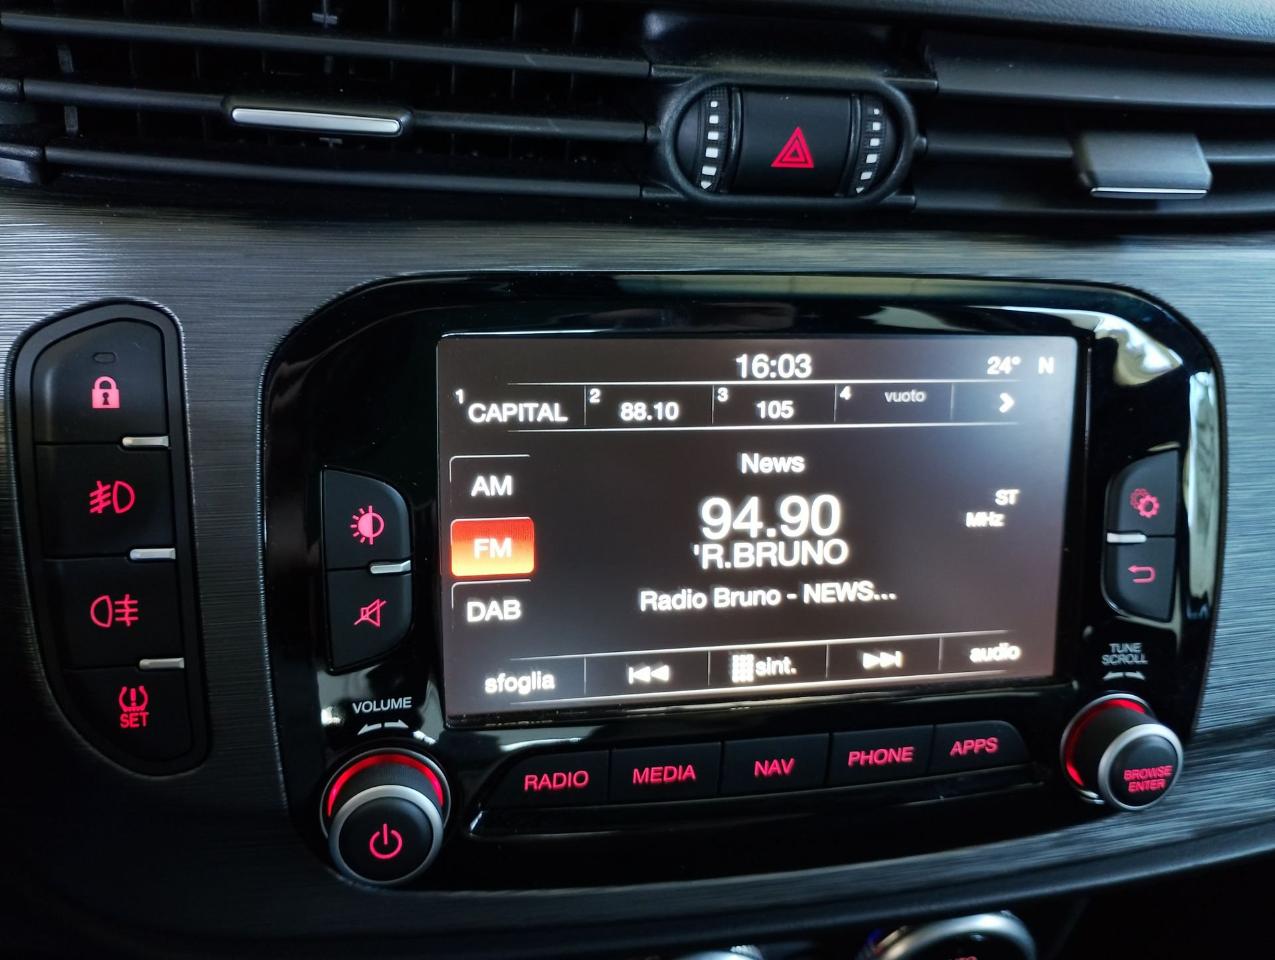 16:03
24° N
1 CAPITAL 2 88.10 3 105 4 vuoto
News
AM
94.90
ST
MHz
FM
'R.BRUNO
Radio Bruno - NEWS...
DAB
sfoglia sint. audio
SET
VOLUME
TUNE
SCROLL
RADIO MEDIA NAV PHONE APPS
BROWSE
ENTER